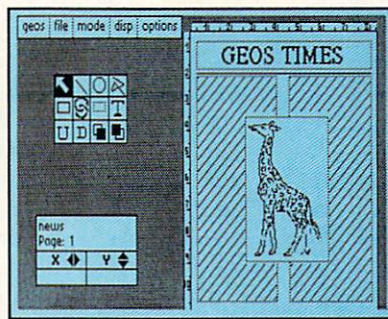 geos file mode disp options
GEOS TIMES
T
U D
news
Page: 1
X Y